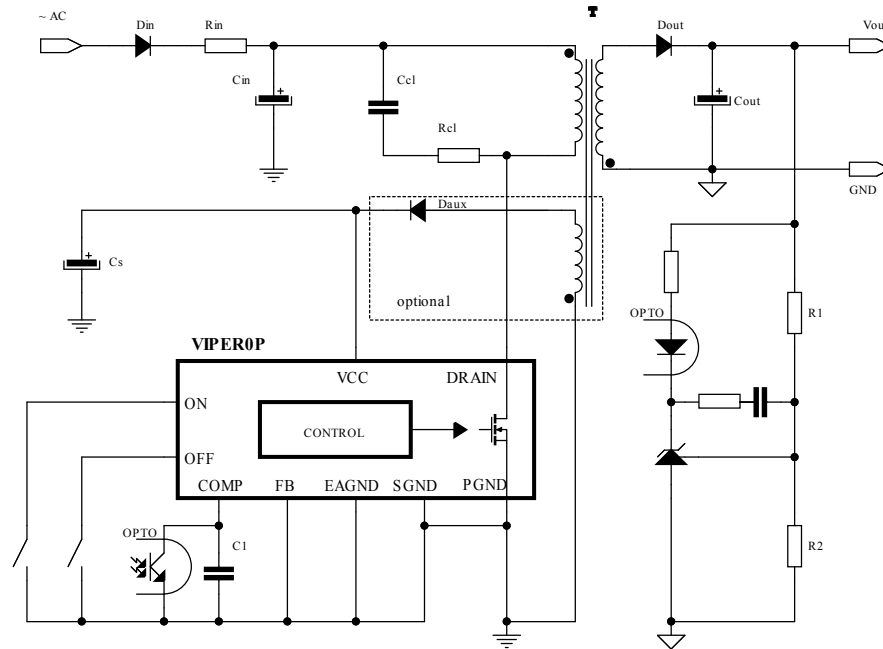 ~ AC
Din
Rin
T
Dout
Vou
Cin
+
Ccl
+
Cout
Rcl
GND
Daux
+
Cs
optional
OPTO
R1
VIPER0P
VCC
DRAIN
ON
CONTROL
OFF
COMP
FB
EAGND
SGND
PGND
OPTO
C1
R2